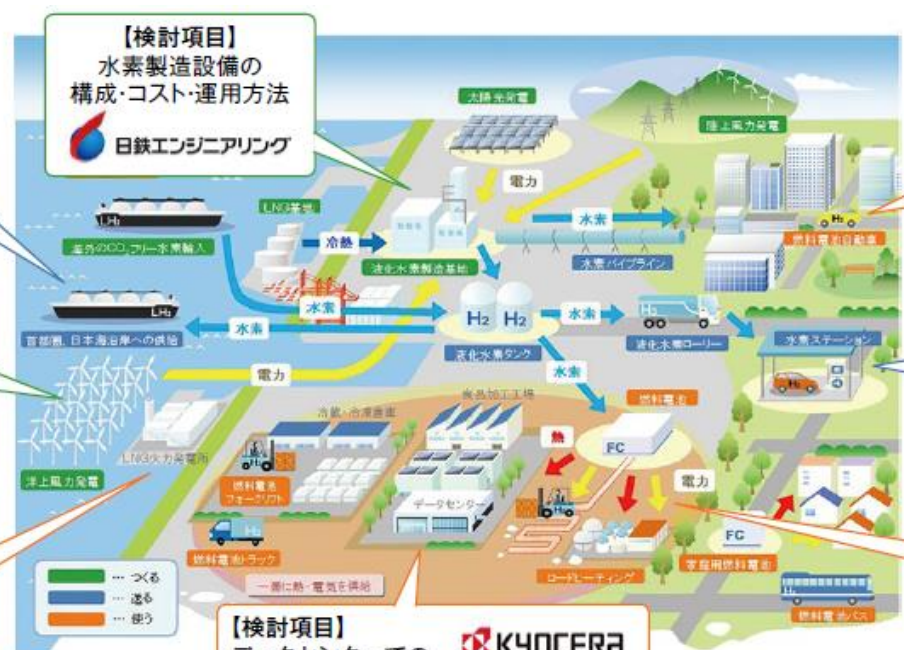 【検討項目】
水素製造設備の
構成・コスト・運用方法
日鉄エンジニアリング
太陽光発電
陸上風力発電
電力
LH₂
LNG基地
冷熱
水素
H₂
燃料電池自動車
海外のCO₂フリー水素輸入
液化水素製造基地
水素パイプライン
LH₂
水素
H2 H2
水素
首都圏、日本海沿岸への供給
水素
液化水素タンク
液化水素ローリー
水素ステーション
電力
水素
H₂
食品加工工場
冷蔵・冷凍倉庫
燃料電池
熱
FC
LNG火力発電所
洋上風力発電
燃料電池
フォークリフト
データセンター
電力
H₂
燃料電池トラック
FC
家庭用燃料電池
ロードヒーティング
一部に熱・電気を供給
燃料電池バス
… つくる
… 送る
… 使う
【検討項目】
KYOCERA